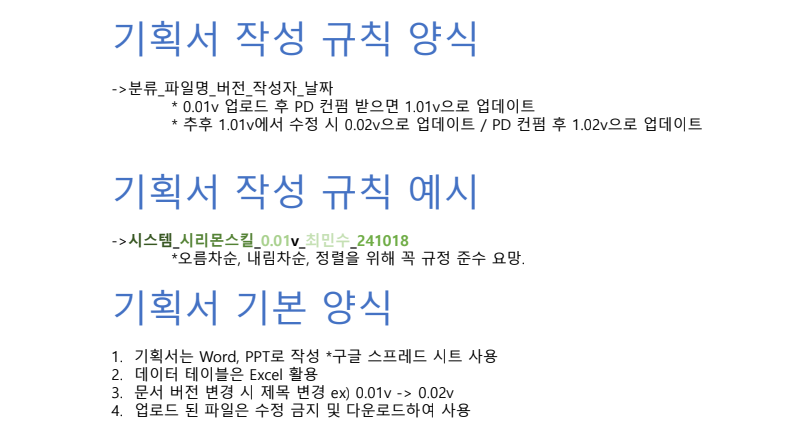 기획서 작성 규칙 양식
->분류_파일명_버전_작성자_날짜
* 0.01v 업로드 후 PD 컨펌 받으면 1.01v으로 업데이트
* 추후 1.01v에서 수정 시 0.02v으로 업데이트 / PD 컨펌 후 1.02v으로 업데이트
기획서 작성 규칙 예시
->시스템_시리몬스킬_0.01v_최민수_241018
*오름차순, 내림차순, 정렬을 위해 꼭 규정 준수 요망.
기획서 기본 양식
1. 기획서는 Word, PPT로 작성 *구글 스프레드 시트 사용
2. 데이터 테이블은 Excel 활용
3. 문서 버전 변경 시 제목 변경 ex) 0.01v -> 0.02v
4. 업로드 된 파일은 수정 금지 및 다운로드하여 사용